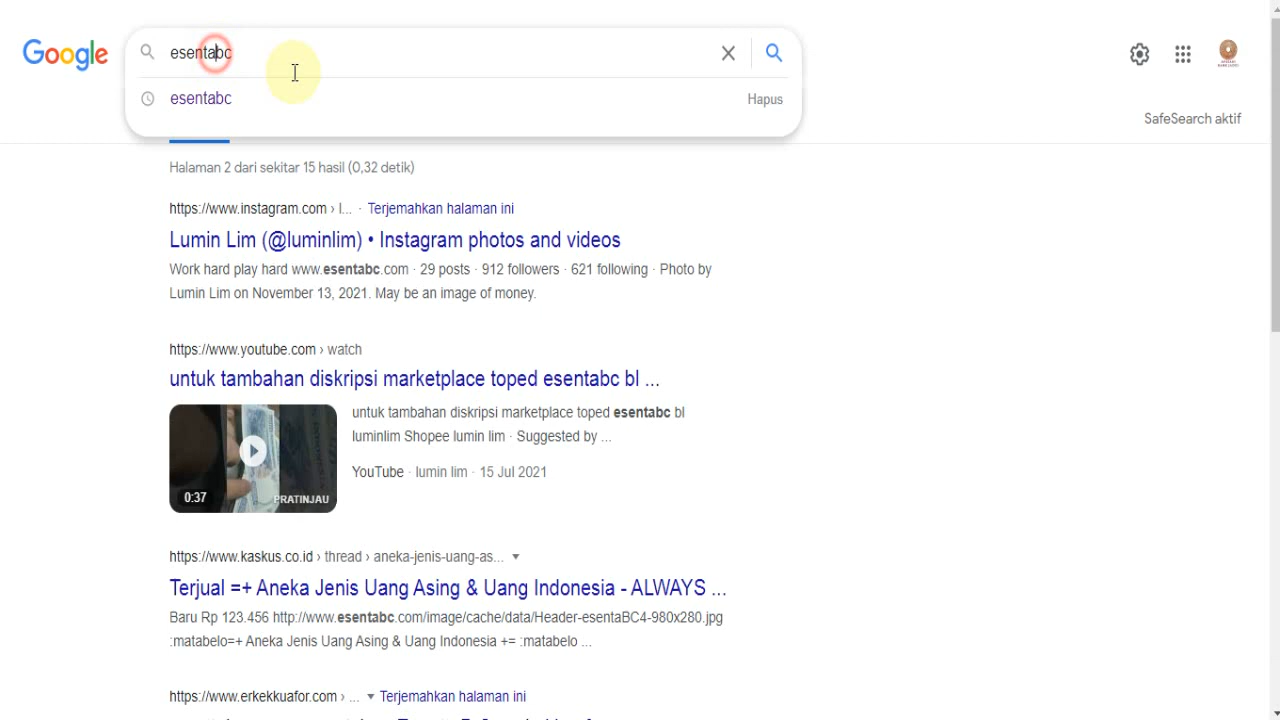 Google
esentabc
esentabc Hapus
SafeSearch aktif
Halaman 2 dari sekitar 15 hasil (0,32 detik)
https://www.instagram.com › l... · Terjemahkan halaman ini
Lumin Lim (@luminlim) • Instagram photos and videos
Work hard play hard www.esentabc.com · 29 posts · 912 followers · 621 following · Photo by
Lumin Lim on November 13, 2021. May be an image of money.
https://www.youtube.com › watch
untuk tambahan diskripsi marketplace toped esentabc bl ...
untuk tambahan diskripsi marketplace toped esentabc bl
luminlim Shopee lumin lim · Suggested by ...
YouTube · lumin lim · 15 Jul 2021
0:37
PRATINJAU
https://www.kaskus.co.id › thread › aneka-jenis-uang-as...
Terjual =+ Aneka Jenis Uang Asing & Uang Indonesia - ALWAYS ...
Baru Rp 123.456 http://www.esentabc.com/image/cache/data/Header-esentaBC4-980x280.jpg
:matabelo=+ Aneka Jenis Uang Asing & Uang Indonesia += :matabelo ...
https://www.erkekkuafor.com › ... Terjemahkan halaman ini